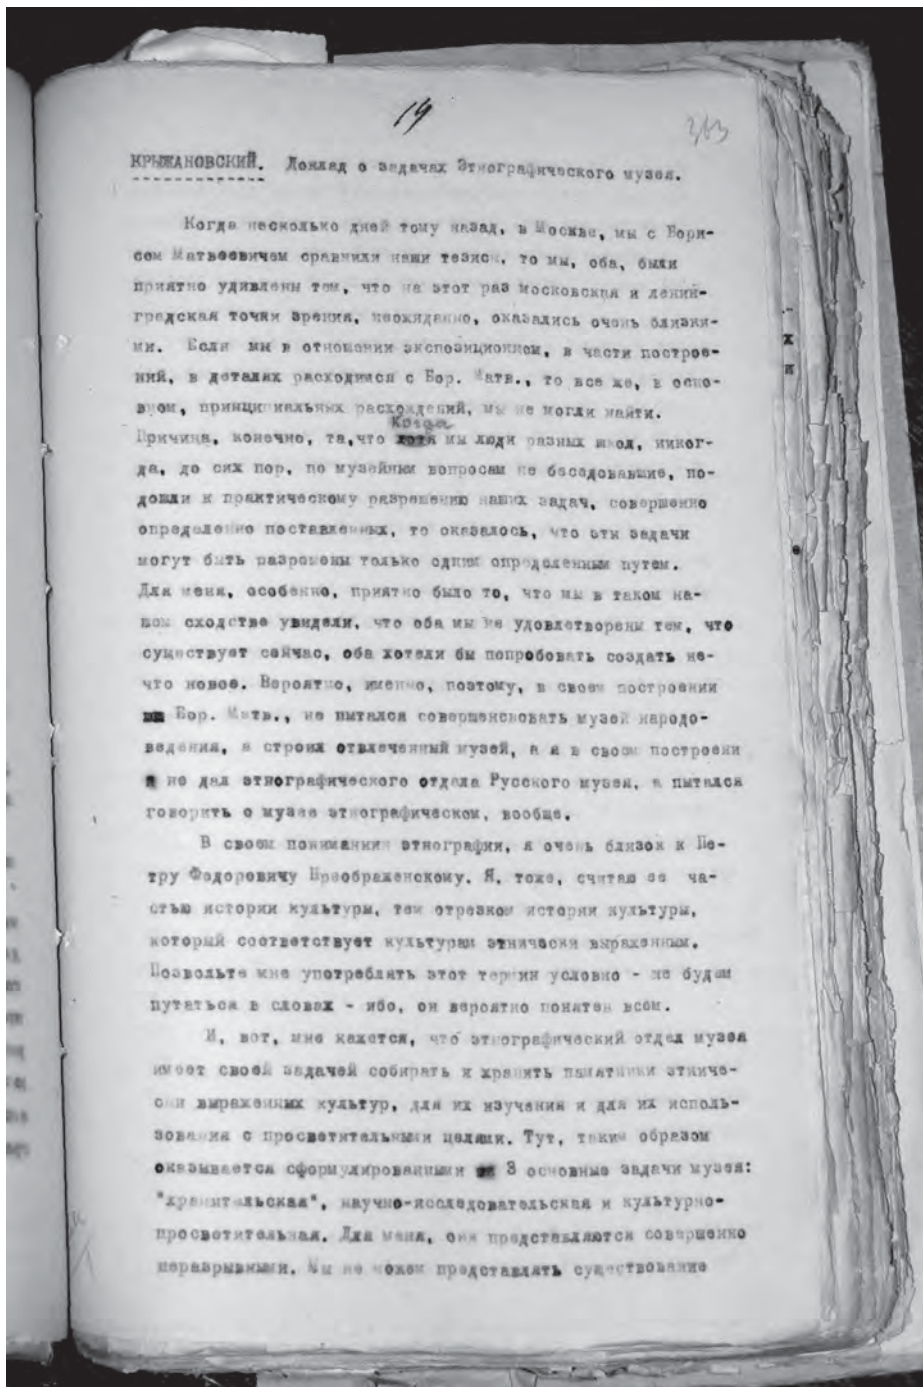 19
363
КРЫЖАНОВСКИЙ. Доклад о задачах Этнографического музея.
Когда несколько дней тому назад, в Москве, мы с Бори-
сом Матвеевичем сравнили наши тезисы, то мы, оба, были
приятно удивлены тем, что на этот раз московская и ленин-
градская точки зрения, неожиданно, оказались очень близки-
ми. Если мы в отношении экспозиционном, в части построе-
ний, в деталях расходимся с Бор. Матв., то все же, в осно-
вном, принципиальных расхождений, мы не могли найти.
Когда
Причина, конечно, та,что хотя мы люди разных школ, никог-
да, до сих пор, по музейным вопросам не беседовавшие, по-
дошли к практическому разрешению наших задач, совершенно
определенно поставленных, то оказалось, что эти задачи
могут быть разрешены только одним определенным путем.
Для меня, особенно, приятно было то, что мы в таком на-
шем сходстве увидели, что оба мы не удовлетворены тем, что
существует сейчас, оба хотели бы попробовать создать не-
что новое. Вероятно, именно, поэтому, в своем построении
Бор. Матв., не пытался совершенсвовать музей народо-
ведения, а строил отвлеченный музей, а я в своем построени
и не дал этнографического отдела Русского музея, а пытался
говорить о музее этнографическом, вообще.
В своем понимании этнографии, я очень близок к Пе-
тру Федоровичу Преображенскому. Я, тоже, считаю ее ча-
стью истории культуры, тем отрезком истории культуры,
который соответствует культурам этнически выраженным.
Позвольте мне употреблять этот термин условно - не будем
путаться в словах - ибо, он вероятно понятен всем.
И, вот, мне кажется, что этнографический отдел музея
имеет своей задачей собирать и хранить памятники этниче-
ски выраженных культур, для их изучения и для их исполь-
зования с просветительными целями. Тут, таким образом
оказывается сформулированными 3 основные задачи музея:
"хранительская", научно-исследовательская и культурно-
просветительная. Для меня, они представляются совершенно
неразрывными. Мы не можем представлять существование